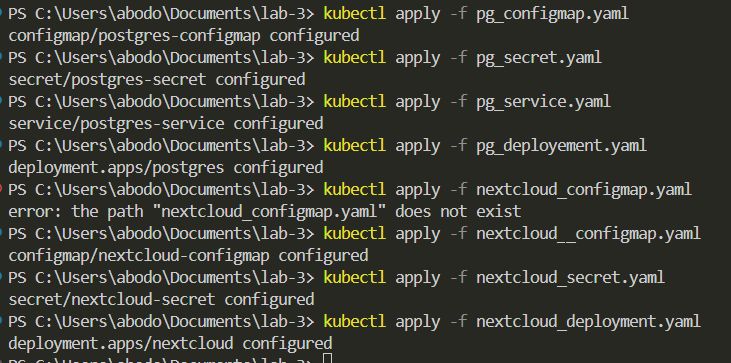 PS C:\Users\abodo\Documents\lab-3> kubectl apply -f pg_configmap.yaml
configmap/postgres-configmap configured
PS C:\Users\abodo\Documents\lab-3> kubectl apply -f pg_secret.yaml
secret/postgres-secret configured
PS C:\Users\abodo\Documents\lab-3> kubectl apply -f pg_service.yaml
service/postgres-service configured
PS C:\Users\abodo\Documents\lab-3> kubectl apply -f pg_deployement.yaml
deployment.apps/postgres configured
PS C:\Users\abodo\Documents\lab-3> kubectl apply -f nextcloud_configmap.yaml
error: the path "nextcloud_configmap.yaml" does not exist
PS C:\Users\abodo\Documents\lab-3> kubectl apply -f nextcloud__configmap.yaml
configmap/nextcloud-configmap configured
PS C:\Users\abodo\Documents\lab-3> kubectl apply -f nextcloud_secret.yaml
secret/nextcloud-secret configured
PS C:\Users\abodo\Documents\lab-3> kubectl apply -f nextcloud_deployment.yaml
deployment.apps/nextcloud configured
PS C:\Users\abodo\Documents\lab-3>